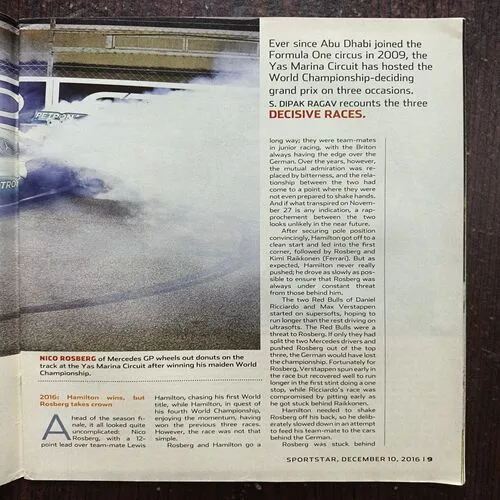 PETRON
TRON
Ever since Abu Dhabi joined the
Formula One circus in 2009, the
Yas Marina Circuit has hosted the
World Championship-deciding
grand prix on three occasions.
S. DIPAK RAGAV recounts the three
DECISIVE RACES.
NICO ROSBERG of Mercedes GP wheels out donuts on the
track at the Yas Marina Circuit after winning his maiden World
Championship.
2016: Hamilton wins, but
Rosberg takes crown
Ahead of the season fi-
nale, it all looked quite
uncomplicated; Nico
Rosberg, with a 12-
point lead over team-mate Lewis
Hamilton, chasing his first World
title, while Hamilton, in quest of
his fourth World Championship,
enjoying the momentum, having
won the previous three races.
However, the race was not that
simple.
Rosberg and Hamilton go a
long way; they were team-mates
in junior racing, with the Briton
always having the edge over the
German. Over the years, however,
the mutual admiration was re-
placed by bitterness, and the rela-
tionship between the two had
come to a point where they were
not even prepared to shake hands.
And if what transpired on Novem-
ber 27 is any indication, a rap-
prochement between the two
looks unlikely in the near future.
After securing pole position
convincingly, Hamilton got off to a
clean start and led into the first
corner, followed by Rosberg and
Kimi Raikkonen (Ferrari). But as
expected, Hamilton never really
pushed; he drove as slowly as pos-
sible to ensure that Rosberg was
always under constant threat
from those behind him.
The two Red Bulls of Daniel
Ricciardo and Max Verstappen
started on supersofts, hoping to
run longer than the rest driving on
ultrasofts. The Red Bulls were a
threat to Rosberg. If only they had
split the two Mercedes drivers and
pushed Rosberg out of the top
three, the German would have lost
the championship. Fortunately for
Rosberg, Verstappen spun early in
the race but recovered well to run
longer in the first stint doing a one
stop, while Ricciardo's race was
compromised by pitting early as
he got stuck behind Raikkonen.
Hamilton needed to shake
Rosberg off his back, so he delib-
erately slowed down in an attempt
to feed his team-mate to the cars
behind the German.
Rosberg was stuck behind
SPORTSTAR, DECEMBER 10, 2016 | 9